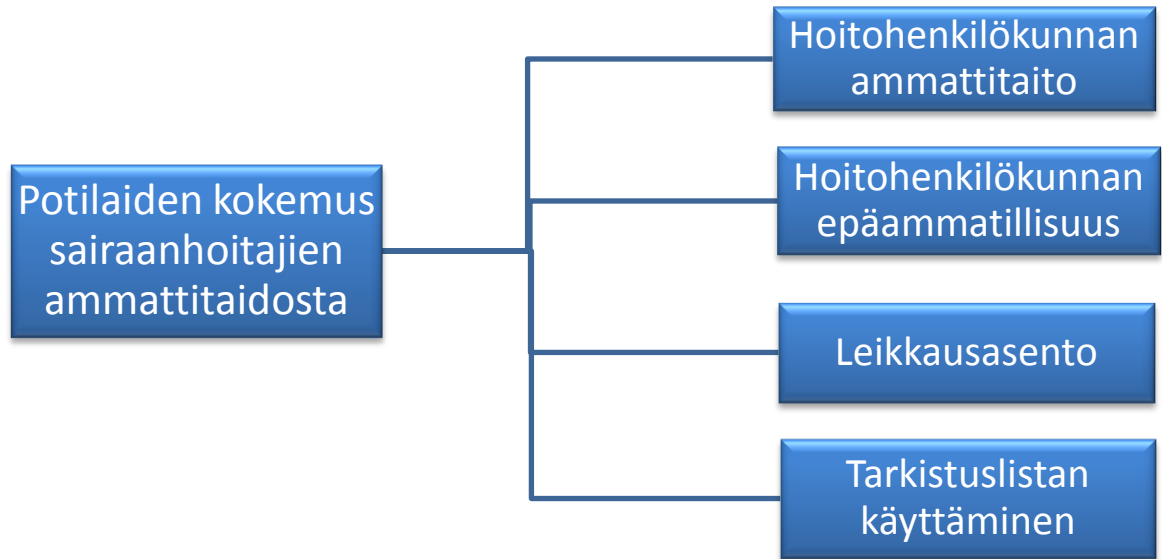 Potilaiden kokemus
sairaanhoitajien
ammattitaidosta
Hoitohenkilökunnan
ammattitaito
Hoitohenkilökunnan
epäammatillisuus
Leikkausasento
Tarkistuslistan
käyttäminen